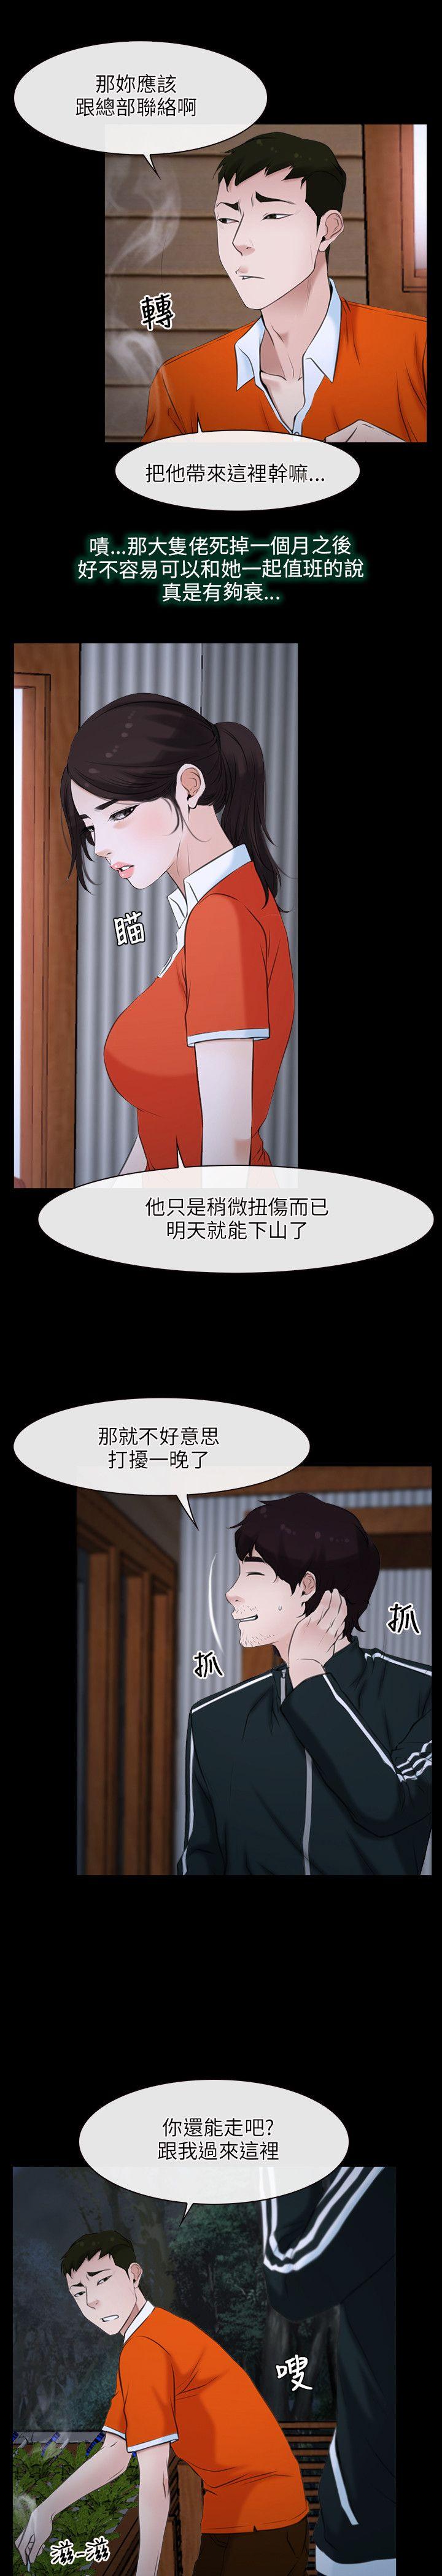 那妳應該
跟總部聯絡啊
轉
把他帶來這裡幹嘛...
嘖...那大隻佬死掉一個月之後
好不容易可以和她一起值班的說
真是有夠衰...
瞄
他只是稍微扭傷而已
明天就能下山了
那就不好意思
打擾一晚了
抓
抓
你還能走吧?
跟我過來這裡
嗖
滋-滋